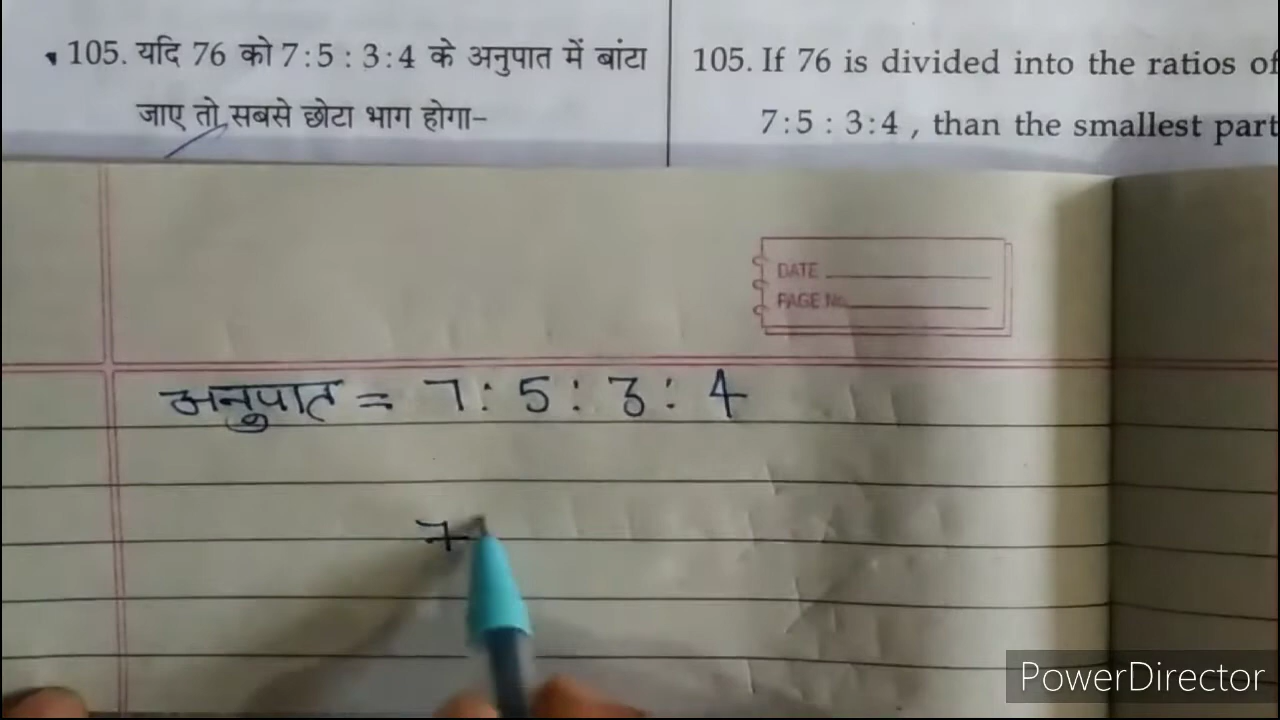 105. यदि 76 को 7:5 : 3:4 के अनुपात में बांटा
जाए तो सबसे छोटा भाग होगा–
105. If 76 is divided into the ratios of
7:5 : 3:4 , than the smallest part
DATE
PAGE No.
अनुपात = 7: 5: 3: 4
7
PowerDirector